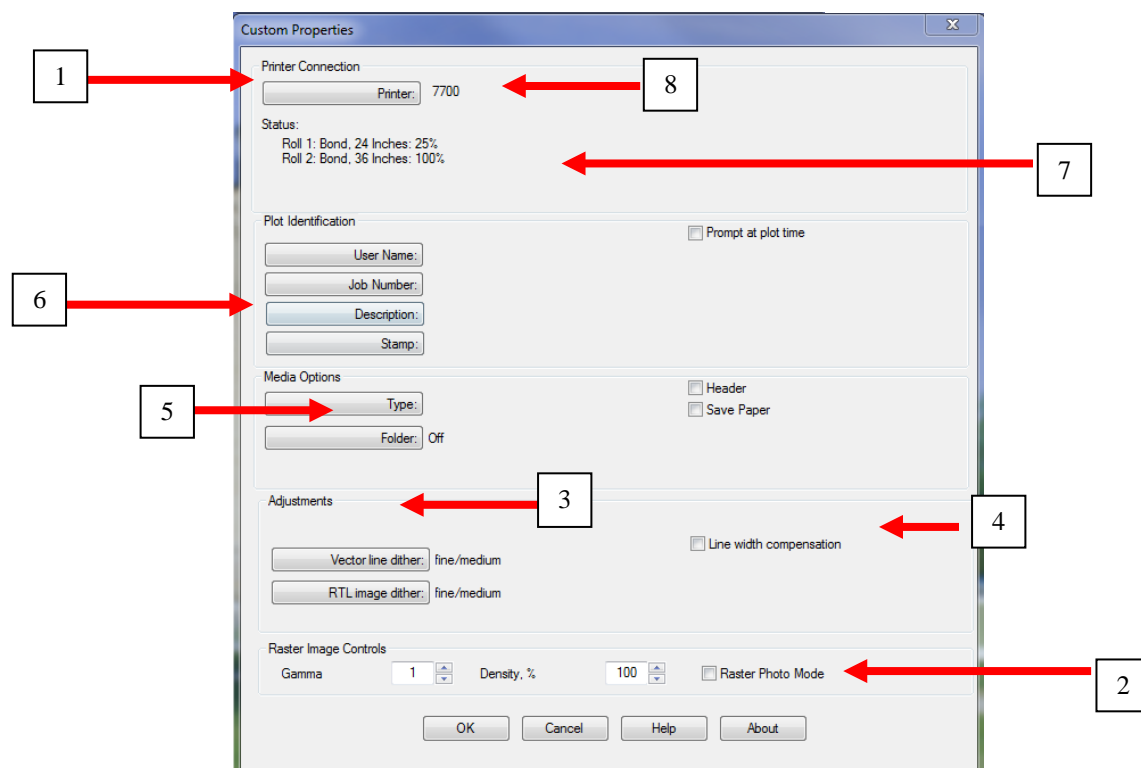 Custom Properties
x
1
Printer Connection
Printer: 7700
8
Status:
Roll 1: Bond, 24 Inches: 25%
Roll 2: Bond, 36 Inches: 100%
7
Plot Identification
Prompt at plot time
User Name:
Job Number:
6
Description:
Stamp:
Media Options
Header
5
Type:
Save Paper
Folder: Off
Adjustments
3
4
Line width compensation
Vector line dither: fine/medium
RTL image dither: fine/medium
Raster Image Controls
Gamma 1 Density, % 100 Raster Photo Mode
2
OK Cancel Help About